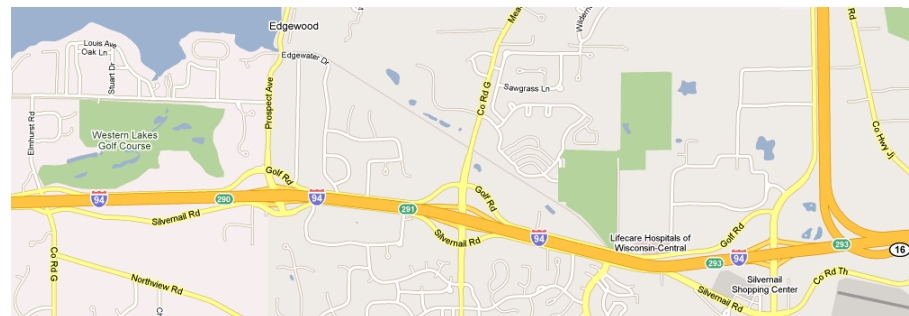 Edgewood
Louis Ave
Oak Ln
Stuart Dr
Elmhurst Rd
Western Lakes
Golf Course
Prospect Ave
Edgewater Dr
Co Rd G
Sawgrass Ln
Rd
Co Hwy Jj
Golf Rd
Golf Rd
Golf Rd
94
290
94
291
94
293
94
293
16
Silvernail Rd
Silvernail Rd
Silvernail Rd
Lifecare Hospitals of
Wisconsin-Central
Silvernail
Shopping Center
Co Rd Th
Co Rd G
Northview Rd